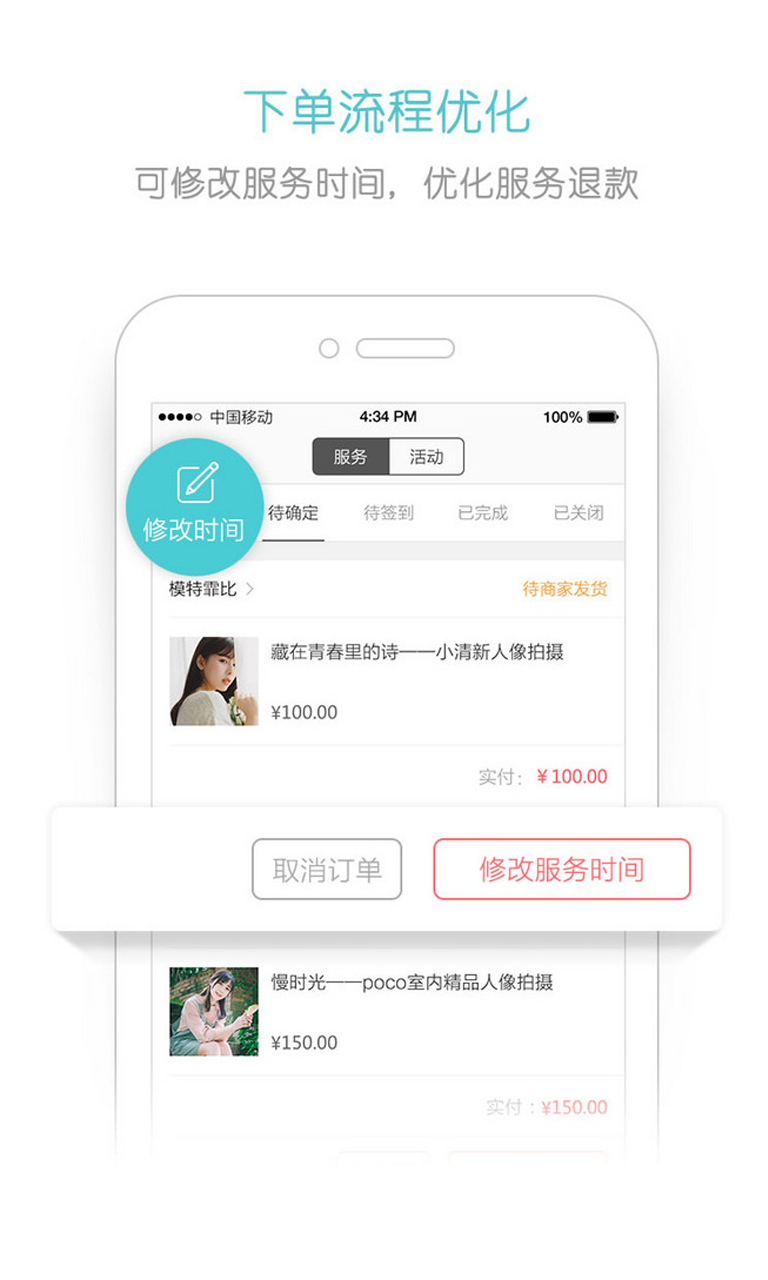 下单流程优化
可修改服务时间，优化服务退款
中国移动 4:34 PM 100%
服务 活动
修改时间
待确定 待签到 已完成 已关闭
模特霏比 > 待商家发货
藏在青春里的诗——小清新人像拍摄
¥100.00
实付： ¥100.00
取消订单 修改服务时间
慢时光——poco室内精品人像拍摄
¥150.00
实付：¥150.00